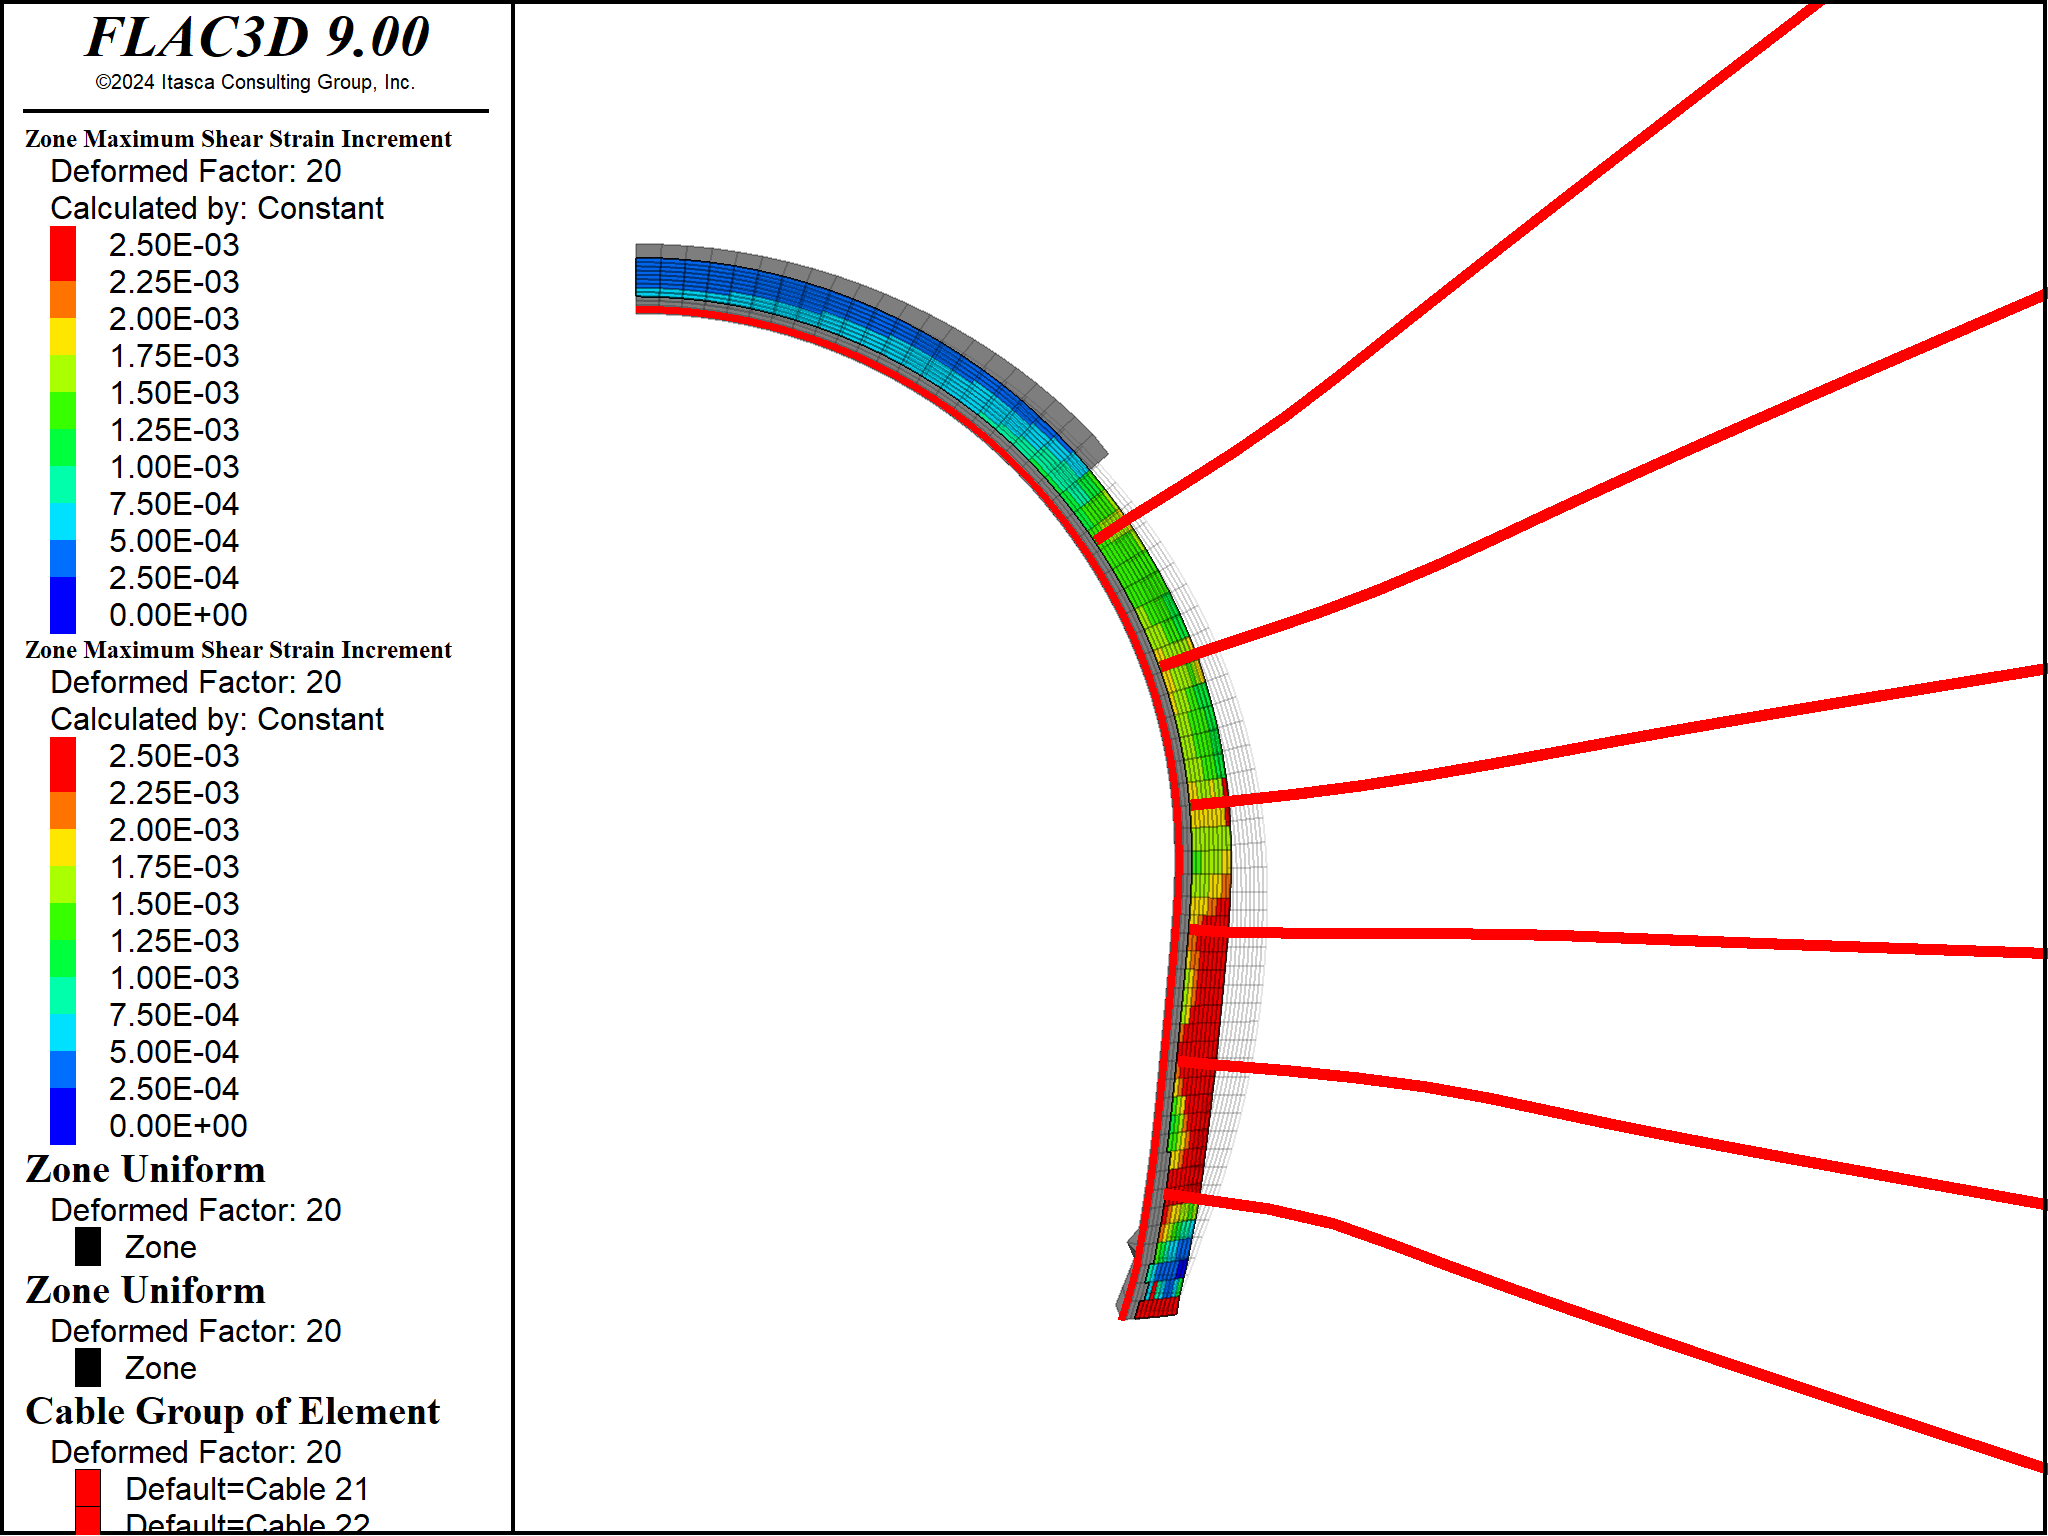 FLAC3D 9.00
©2024 Itasca Consulting Group, Inc.
Zone Maximum Shear Strain Increment
Deformed Factor: 20
Calculated by: Constant
2.50E-03
2.25E-03
2.00E-03
1.75E-03
1.50E-03
1.25E-03
1.00E-03
7.50E-04
5.00E-04
2.50E-04
0.00E+00
Zone Maximum Shear Strain Increment
Deformed Factor: 20
Calculated by: Constant
2.50E-03
2.25E-03
2.00E-03
1.75E-03
1.50E-03
1.25E-03
1.00E-03
7.50E-04
5.00E-04
2.50E-04
0.00E+00
Zone Uniform
Deformed Factor: 20
Zone
Zone Uniform
Deformed Factor: 20
Zone
Cable Group of Element
Deformed Factor: 20
Default=Cable 21
Default=Cable 22